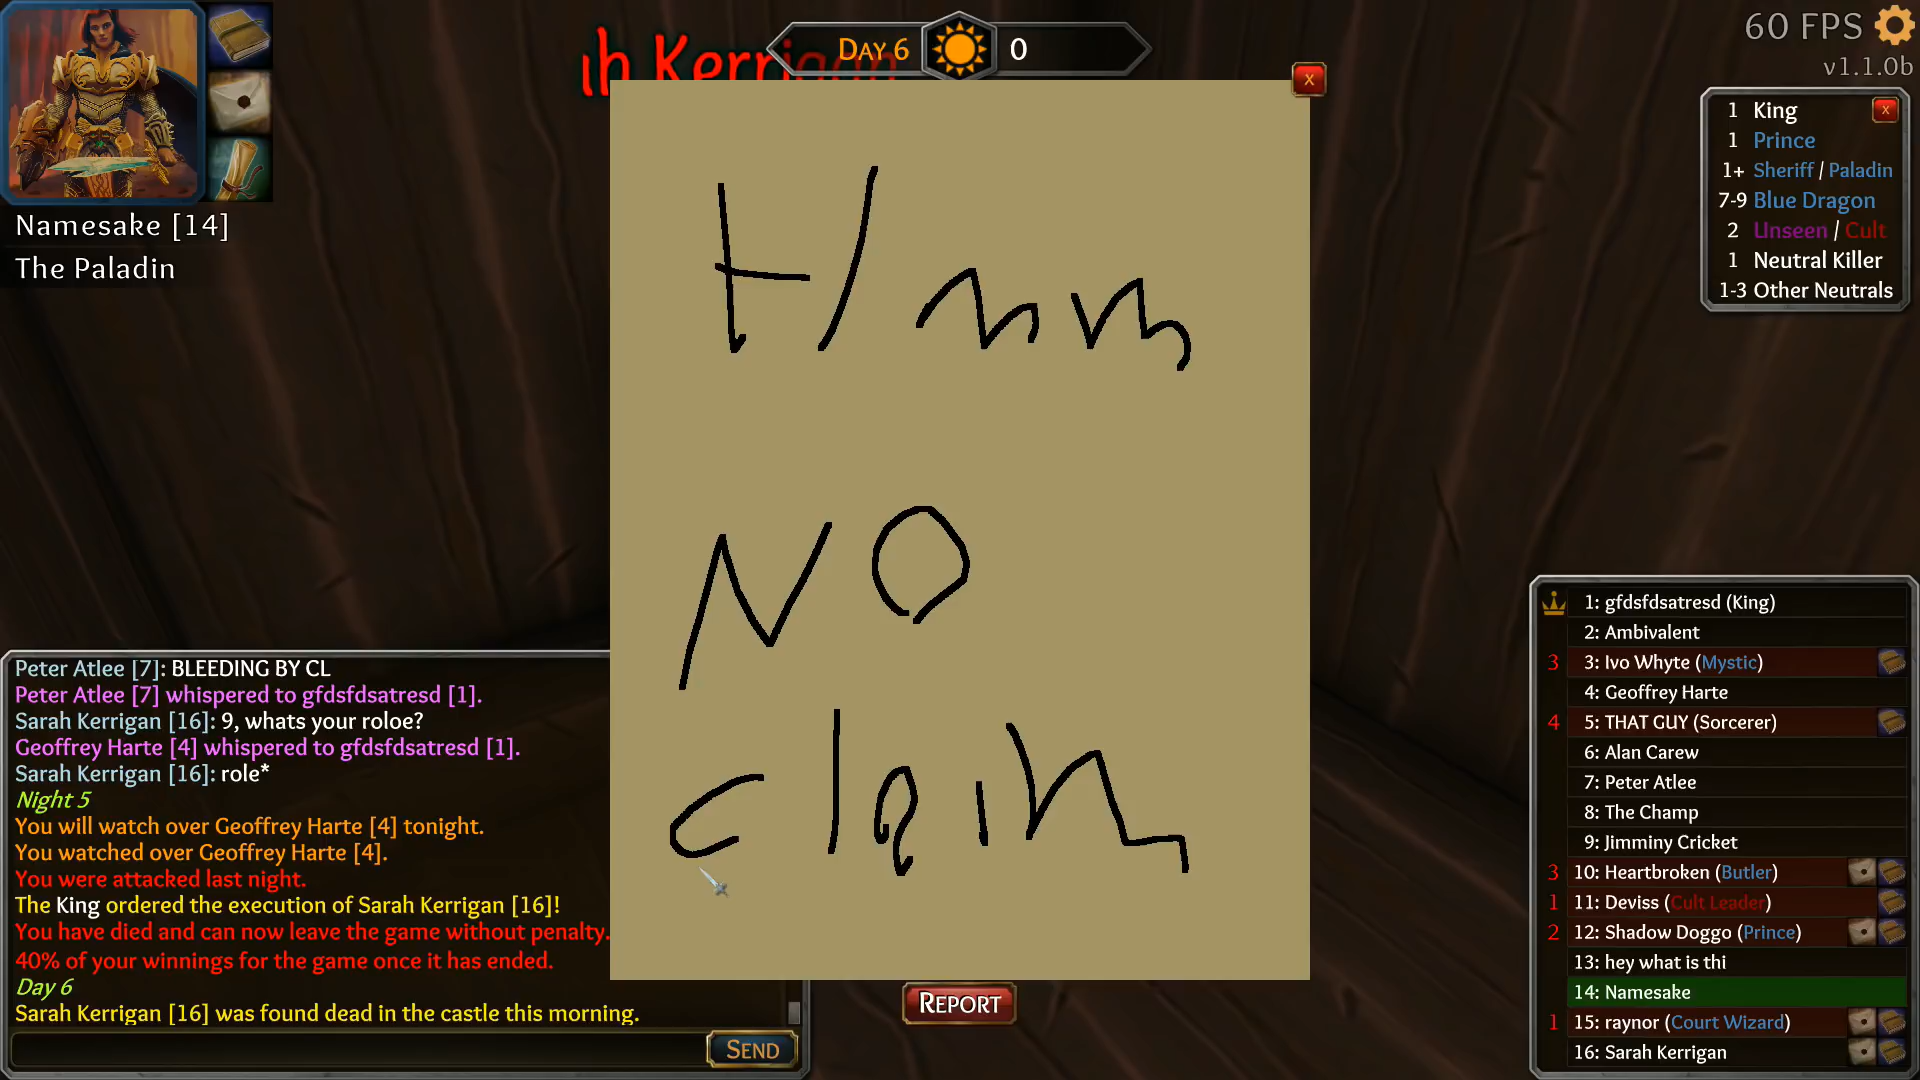 ıh Kerrigan
DAY 6 0
60 FPS
v1.1.0b
Namesake [14]
The Paladin
x
1 King x
1 Prince
1+ Sheriff / Paladin
7-9 Blue Dragon
2 Unseen / Cult
1 Neutral Killer
1-3 Other Neutrals
Hmm
NO
claim
Peter Atlee [7]: BLEEDING BY CL
Peter Atlee [7] whispered to gfdsfdsatresd [1].
Sarah Kerrigan [16]: 9, whats your roloe?
Geoffrey Harte [4] whispered to gfdsfdsatresd [1].
Sarah Kerrigan [16]: role*
Night 5
You will watch over Geoffrey Harte [4] tonight.
You watched over Geoffrey Harte [4].
You were attacked last night.
The King ordered the execution of Sarah Kerrigan [16]!
You have died and can now leave the game without penalty.
40% of your winnings for the game once it has ended.
Day 6
Sarah Kerrigan [16] was found dead in the castle this morning.
SEND
REPORT
1: gfdsfdsatresd (King)
2: Ambivalent
3 3: Ivo Whyte (Mystic)
4: Geoffrey Harte
4 5: THAT GUY (Sorcerer)
6: Alan Carew
7: Peter Atlee
8: The Champ
9: Jimminy Cricket
3 10: Heartbroken (Butler)
1 11: Deviss (Cult Leader)
2 12: Shadow Doggo (Prince)
13: hey what is thi
14: Namesake
1 15: raynor (Court Wizard)
16: Sarah Kerrigan